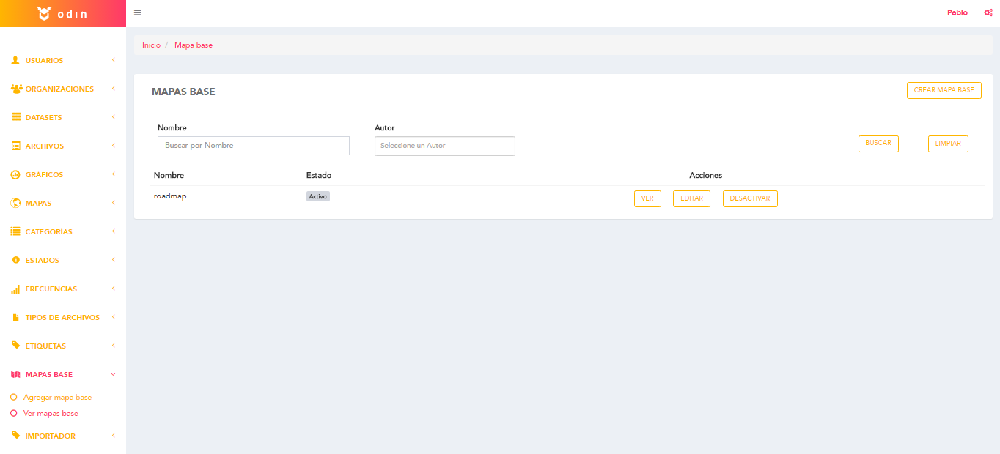 odin
Pablo
USUARIOS
ORGANIZACIONES
DATASETS
ARCHIVOS
GRÁFICOS
MAPAS
CATEGORÍAS
ESTADOS
FRECUENCIAS
TIPOS DE ARCHIVOS
ETIQUETAS
MAPAS BASE
Agregar mapa base
Ver mapas base
IMPORTADOR
Inicio / Mapa base
MAPAS BASE
CREAR MAPA BASE
Nombre Autor
Buscar por Nombre Seleccione un Autor BUSCAR LIMPIAR
Nombre Estado Acciones
roadmap Activo VER EDITAR DESACTIVAR